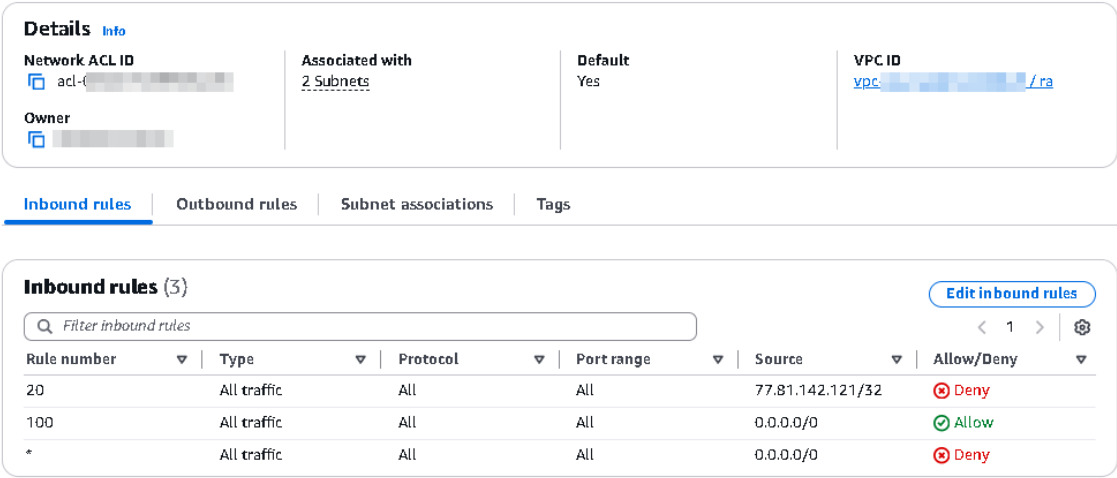 Details Info
Network ACL ID Associated with Default VPC ID
acl- 2 Subnets Yes vpc- / ra
Owner
Inbound rules Outbound rules Subnet associations Tags
Inbound rules (3) Edit inbound rules
Filter inbound rules 1
Rule number Type Protocol Port range Source Allow/Deny
20 All traffic All All 77.81.142.121/32 Deny
100 All traffic All All 0.0.0.0/0 Allow
* All traffic All All 0.0.0.0/0 Deny